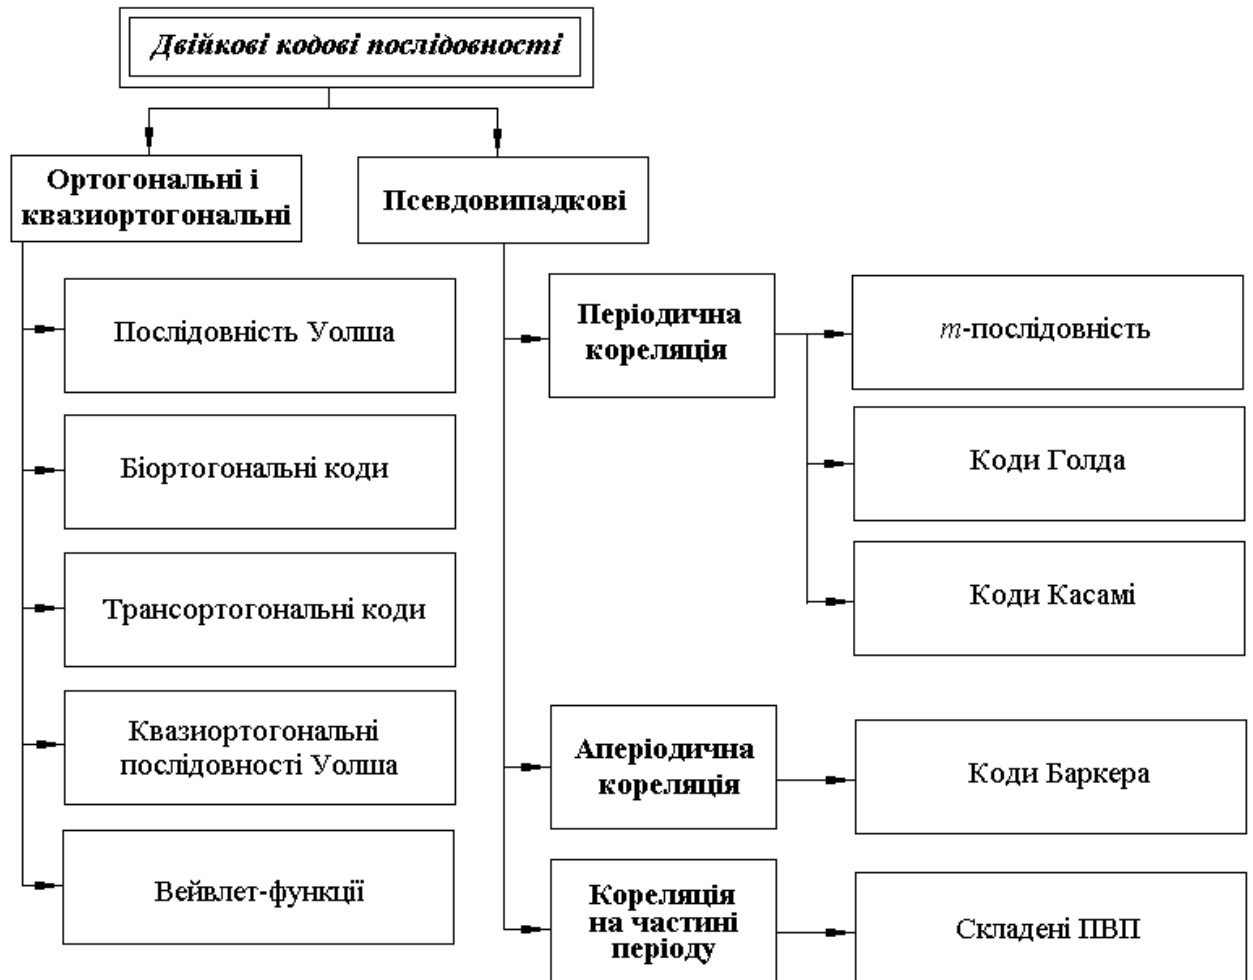 Двійкові кодові послідовності
Ортогональні і
квазиортогональні
Псевдовипадкові
Послідовність Уолша
Біортогональні коди
Трансортогональні коди
Квазиортогональні
послідовності Уолша
Вейвлет-функції
Періодична
кореляція
m-послідовність
Коди Голда
Коди Касамі
Аперіодична
кореляція
Коди Баркера
Кореляція
на частині
періоду
Складені ПВП